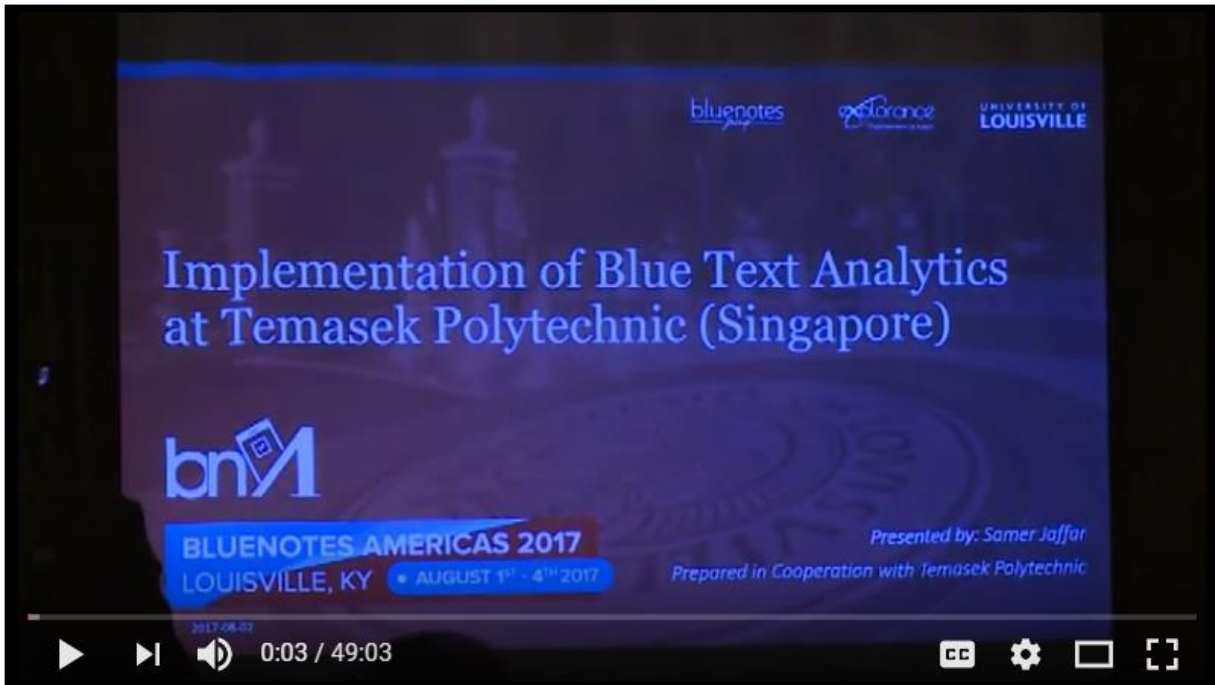 bluenotes
group
explorance
UNIVERSITY OF
LOUISVILLE
Implementation of Blue Text Analytics
at Temasek Polytechnic (Singapore)
bnA
BLUENOTES AMERICAS 2017
LOUISVILLE, KY • AUGUST 1ST - 4TH 2017
Presented by: Samer Jaffar
Prepared in Cooperation with Temasek Polytechnic
2017-08-02
0:03 / 49:03
CC